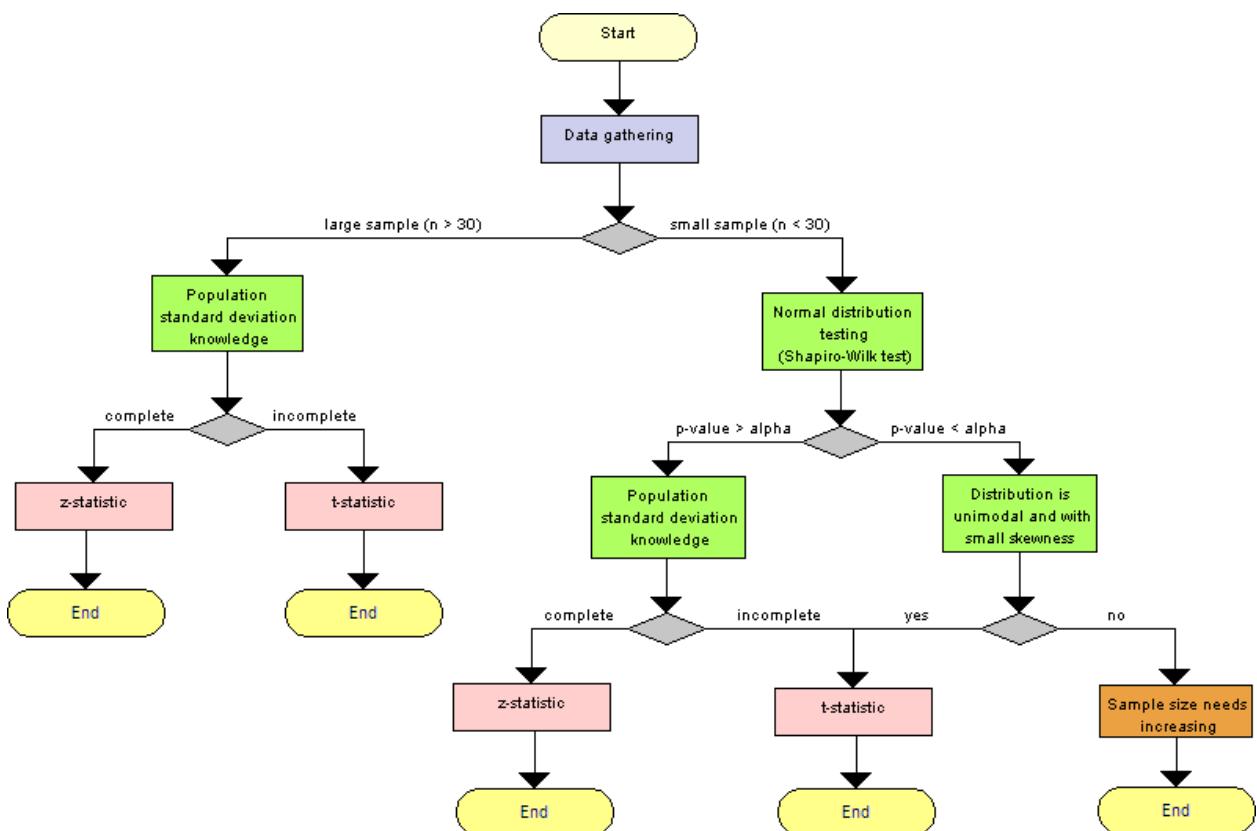 Start
Data gathering
large sample (n > 30)
small sample (n < 30)
Population
standard deviation
knowledge
Normal distribution
testing
(Shapiro-Wilk test)
complete
incomplete
p-value > alpha
p-value < alpha
z-statistic
t-statistic
Population
standard deviation
knowledge
Distribution is
unimodal and with
small skewness
End
End
complete
incomplete
yes
no
z-statistic
t-statistic
Sample size needs
increasing
End
End
End